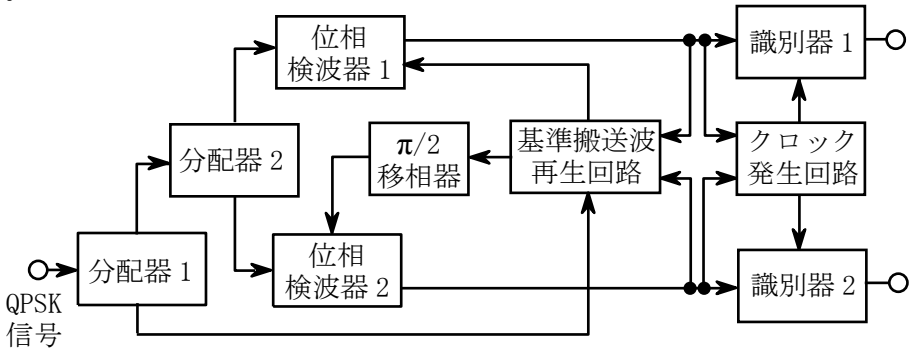 位相
検波器 1
識別器 1
分配器 2
π/2
移相器
基準搬送波
再生回路
クロック
発生回路
分配器 1
位相
検波器 2
識別器 2
QPSK
信号